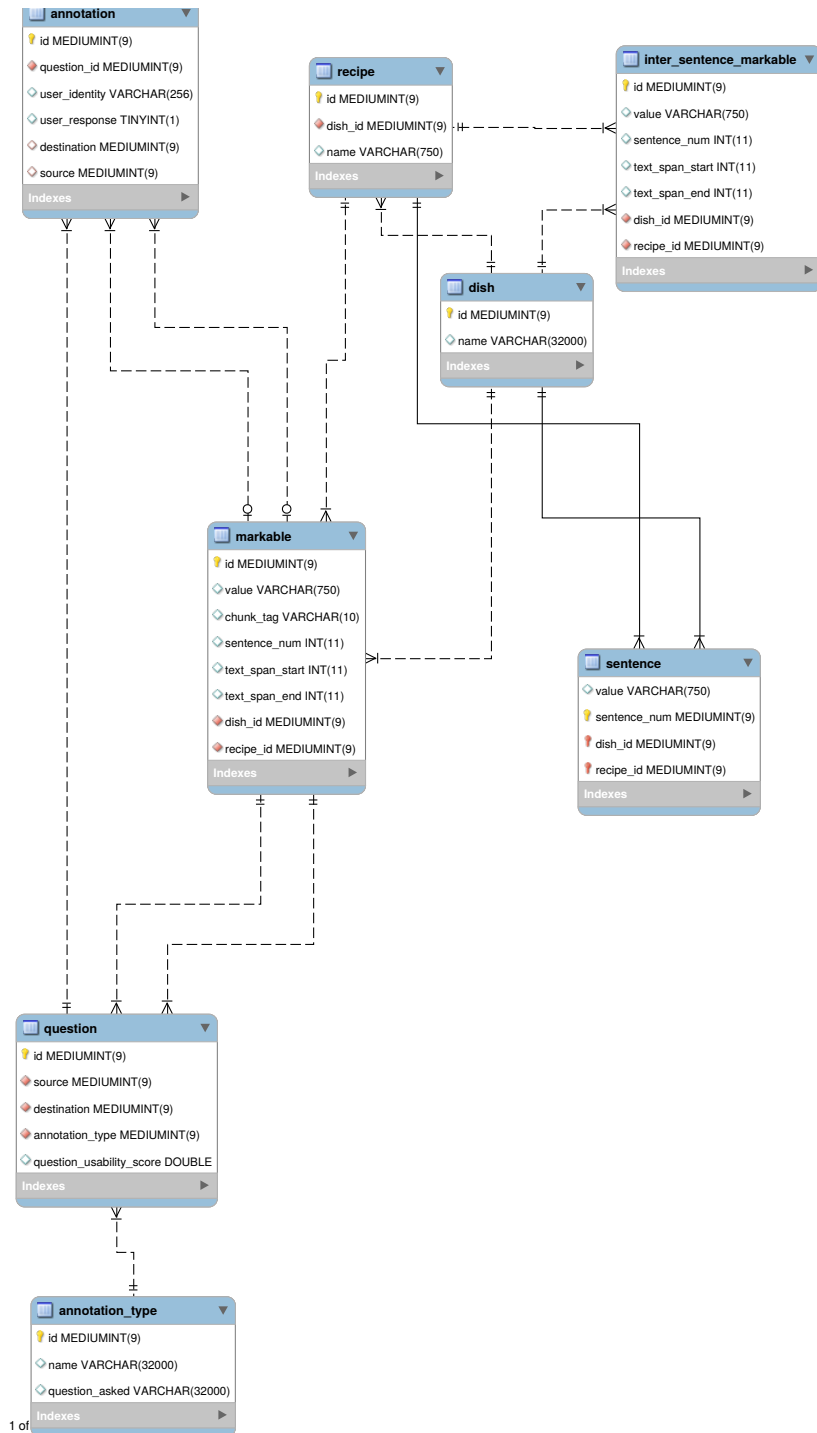 annotation
id MEDIUMINT(9)
question_id MEDIUMINT(9)
user_identity VARCHAR(256)
user_response TINYINT(1)
destination MEDIUMINT(9)
source MEDIUMINT(9)
Indexes
recipe
id MEDIUMINT(9)
dish_id MEDIUMINT(9)
name VARCHAR(750)
Indexes
inter_sentence_markable
id MEDIUMINT(9)
value VARCHAR(750)
sentence_num INT(11)
text_span_start INT(11)
text_span_end INT(11)
dish_id MEDIUMINT(9)
recipe_id MEDIUMINT(9)
Indexes
dish
id MEDIUMINT(9)
name VARCHAR(32000)
Indexes
markable
id MEDIUMINT(9)
value VARCHAR(750)
chunk_tag VARCHAR(10)
sentence_num INT(11)
text_span_start INT(11)
text_span_end INT(11)
dish_id MEDIUMINT(9)
recipe_id MEDIUMINT(9)
Indexes
sentence
value VARCHAR(750)
sentence_num MEDIUMINT(9)
dish_id MEDIUMINT(9)
recipe_id MEDIUMINT(9)
Indexes
question
id MEDIUMINT(9)
source MEDIUMINT(9)
destination MEDIUMINT(9)
annotation_type MEDIUMINT(9)
question_usability_score DOUBLE
Indexes
annotation_type
id MEDIUMINT(9)
name VARCHAR(32000)
question_asked VARCHAR(32000)
Indexes
1 of